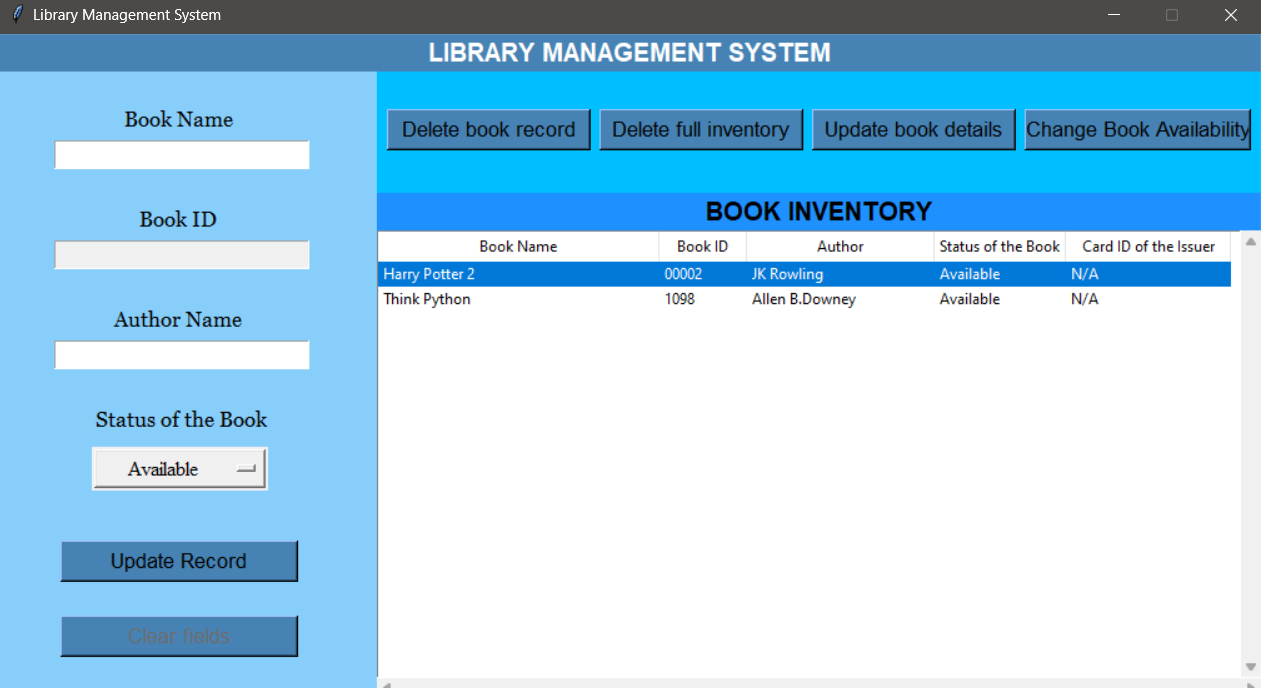 Library Management System
LIBRARY MANAGEMENT SYSTEM
Book Name
Book ID
Author Name
Status of the Book
Available
Update Record
Clear fields
Delete book record Delete full inventory Update book details Change Book Availability
BOOK INVENTORY
Book Name Book ID Author Status of the Book Card ID of the Issuer
Harry Potter 2 00002 JK Rowling Available N/A
Think Python 1098 Allen B.Downey Available N/A